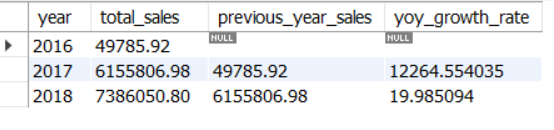 year total_sales previous_year_sales yoy_growth_rate
2016 49785.92 NULL NULL
2017 6155806.98 49785.92 12264.554035
2018 7386050.80 6155806.98 19.985094